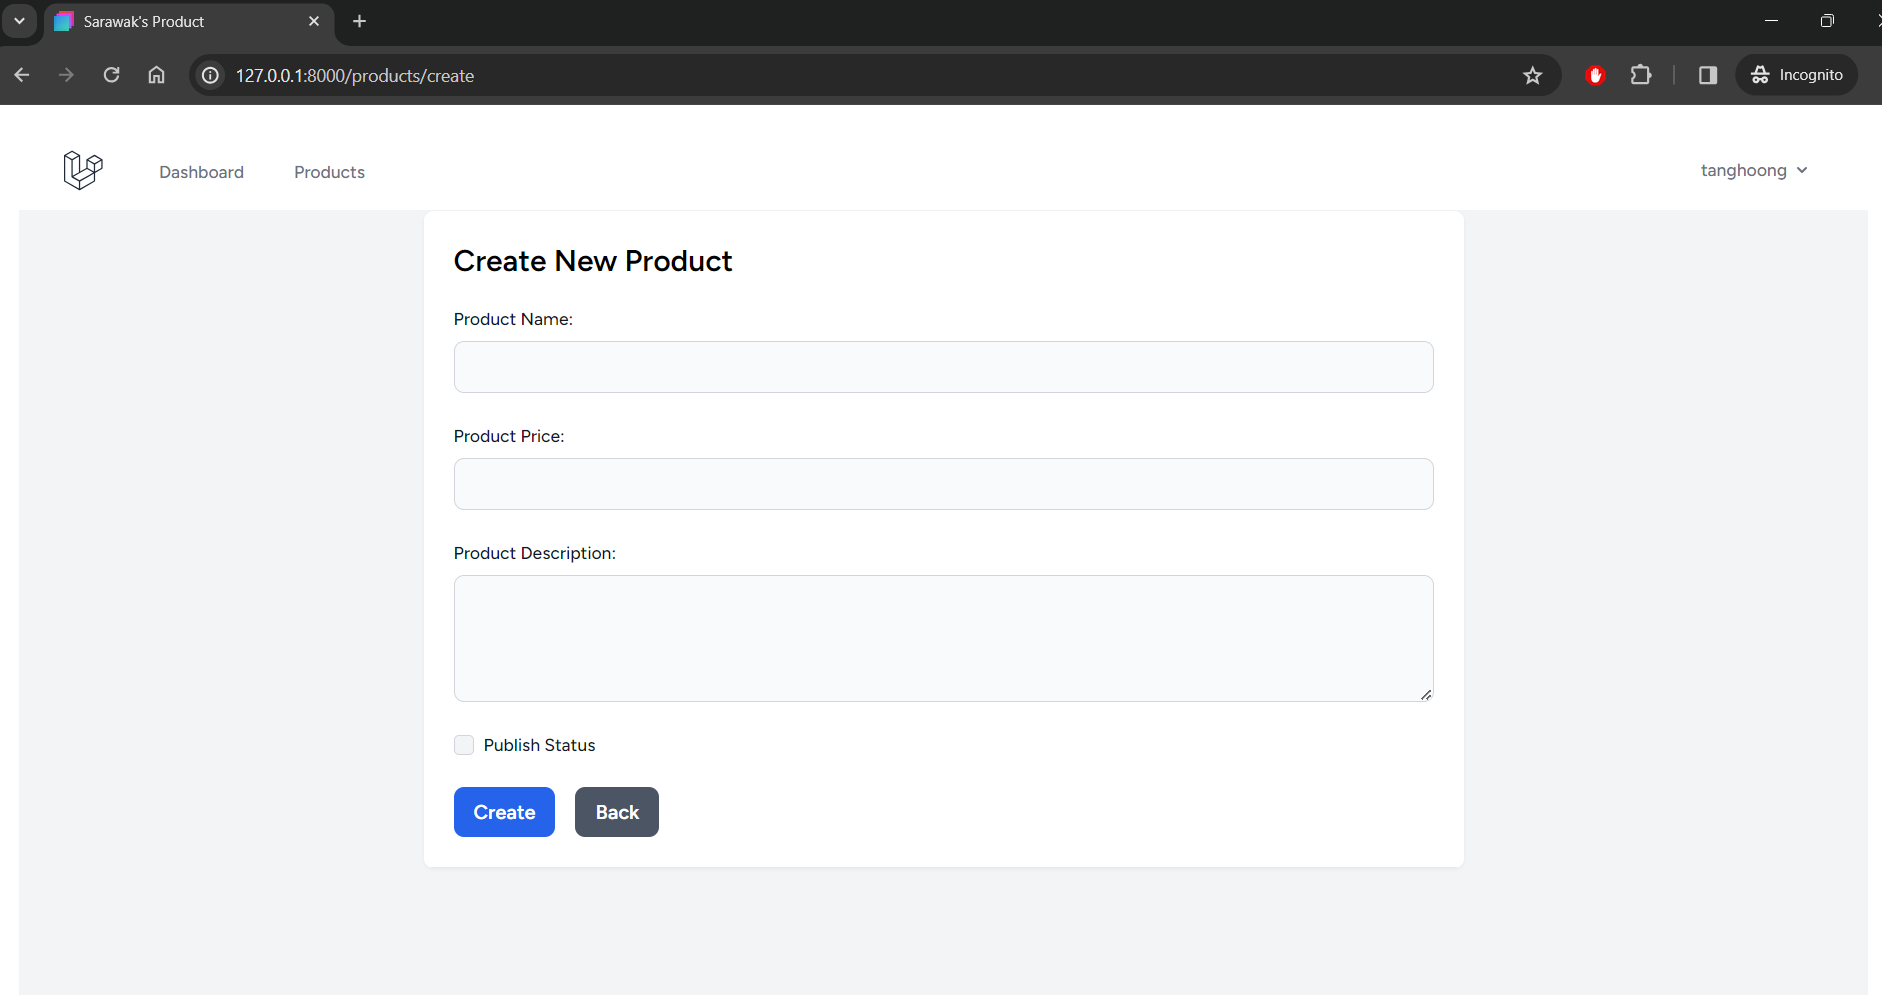 Sarawak's Product
127.0.0.1:8000/products/create
Incognito
Dashboard Products tanghoong
Create New Product
Product Name:
Product Price:
Product Description:
Publish Status
Create Back